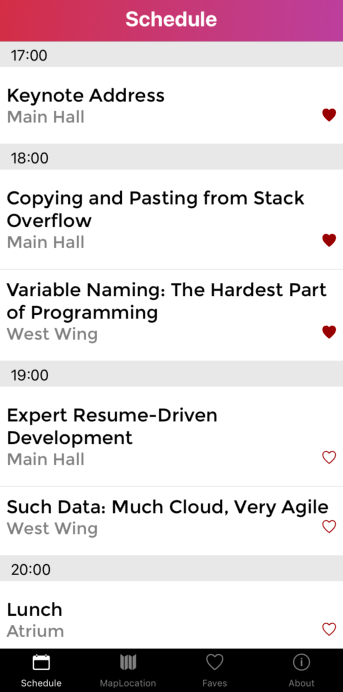 Schedule
17:00
Keynote Address
Main Hall
18:00
Copying and Pasting from Stack
Overflow
Main Hall
Variable Naming: The Hardest Part
of Programming
West Wing
19:00
Expert Resume-Driven
Development
Main Hall
Such Data: Much Cloud, Very Agile
West Wing
20:00
Lunch
Atrium
Schedule
MapLocation
Faves
About